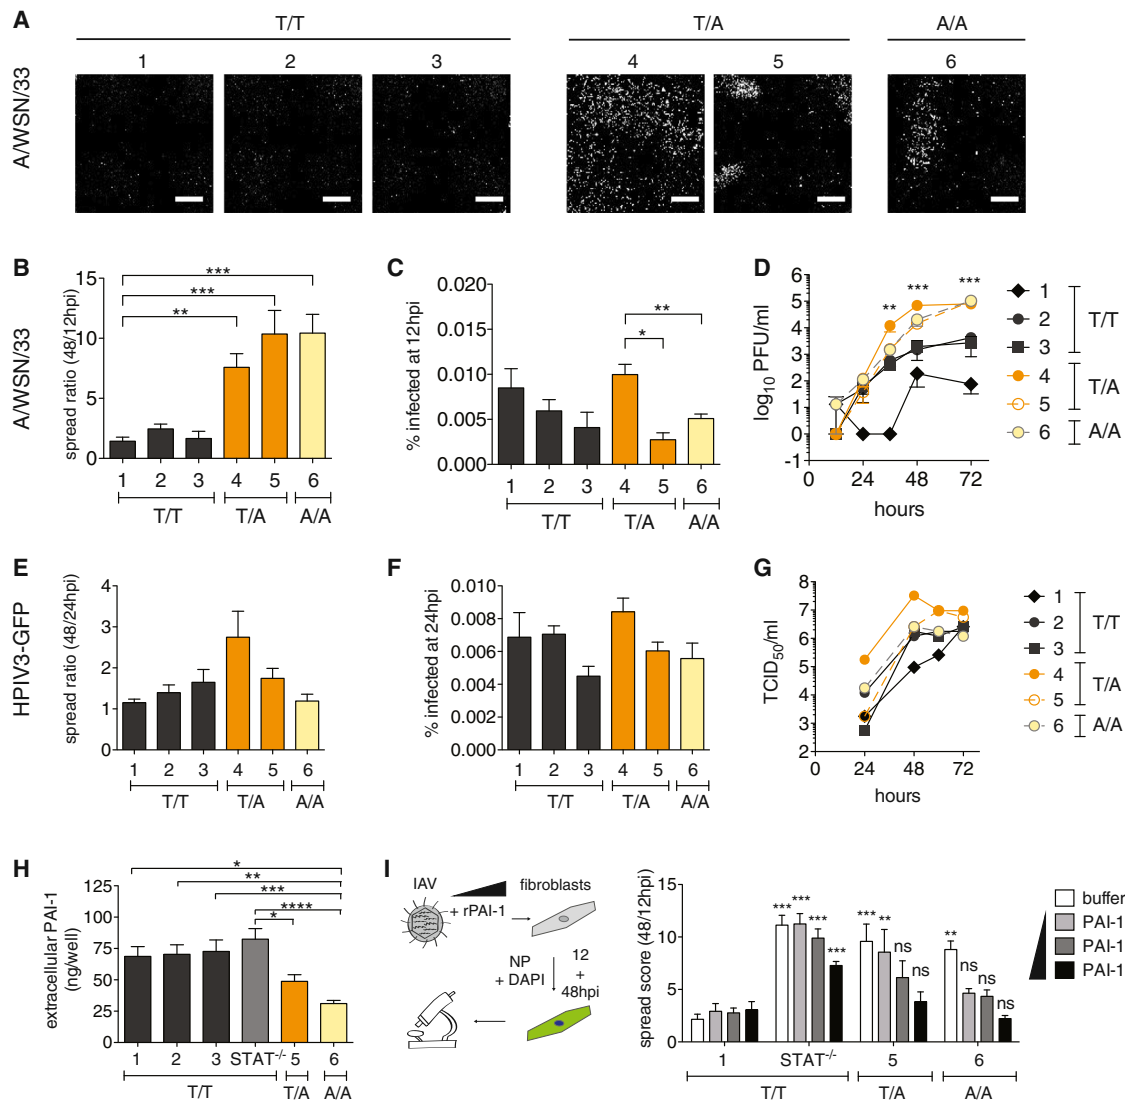 A
T/T
T/A
A/A
1 2 3 4 5 6
A/WSN/33
B
A/WSN/33
spread ratio (48/12hpi)
15
10
5
0
***
***
**
1 2 3 4 5 6
T/T T/A A/A
C
% infected at 12hpi
0.020
0.015
0.010
0.005
0.000
**
*
1 2 3 4 5 6
T/T T/A A/A
D
log10 PFU/ml
6
5
4
3
2
1
0
-1
** *** ***
0 24 48 72
hours
1
2
3
4
5
6
T/T
T/A
A/A
E
HPIV3-GFP
spread ratio (48/24hpi)
4
3
2
1
0
1 2 3 4 5 6
T/T T/A A/A
F
% infected at 24hpi
0.010
0.008
0.006
0.004
0.002
0.000
1 2 3 4 5 6
T/T T/A A/A
G
TCID50/ml
8
7
6
5
4
3
2
0 24 48 72
hours
1
2
3
4
5
6
T/T
T/A
A/A
H
extracellular PAI-1
(ng/well)
125
100
75
50
25
0
*
**
***
****
*
1 2 3 STAT-/- 5 6
T/T T/A A/A
I
IAV
fibroblasts
+ rPAI-1
NP
+ DAPI
12
+
48hpi
spread score (48/12hpi)
15
10
5
0
*** *** *** ***
*** ** ns ns
** ns ns ns
1 STAT-/- 5 6
T/T T/A A/A
buffer
PAI-1
PAI-1
PAI-1